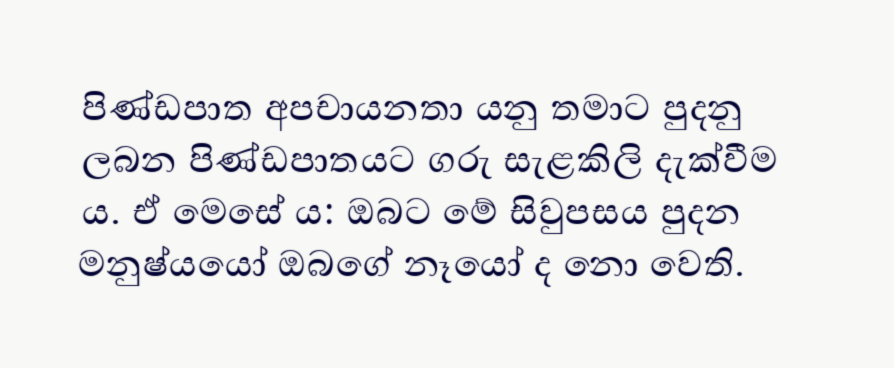 පිණ්ඩපාත අපචායනතා යනු තමාට පුදනු
ලබන පිණ්ඩපාතයට ගරු සැළකිලි දැක්වීම
ය. ඒ මෙසේ ය: ඔබට මේ සිවුපසය පුදන
මනුෂ්යයෝ ඔබගේ නෑයෝ ද නො වෙති.